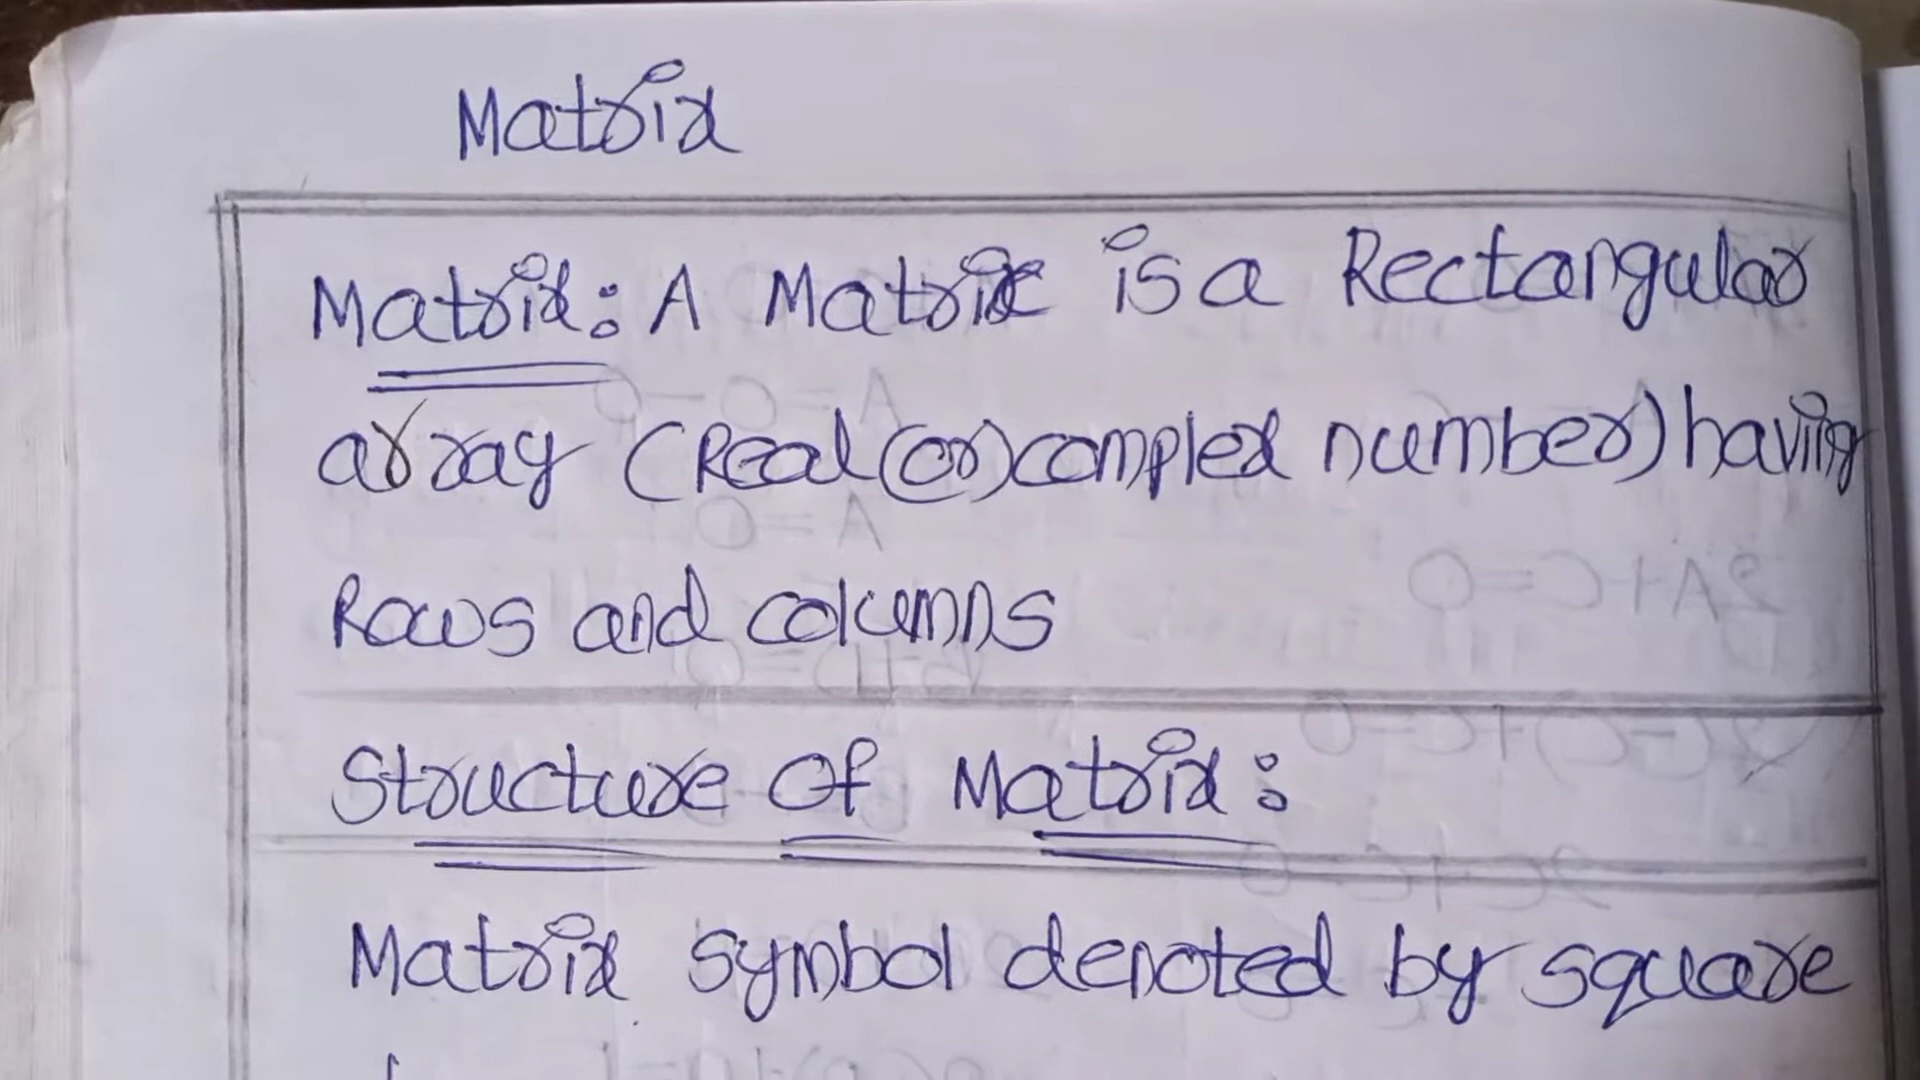 Matrix
Matrix: A Matrix is a Rectangular
array (Real (or) complex number) having
Rows and columns
Structure Of Matrix:
Matrix symbol denoted by square